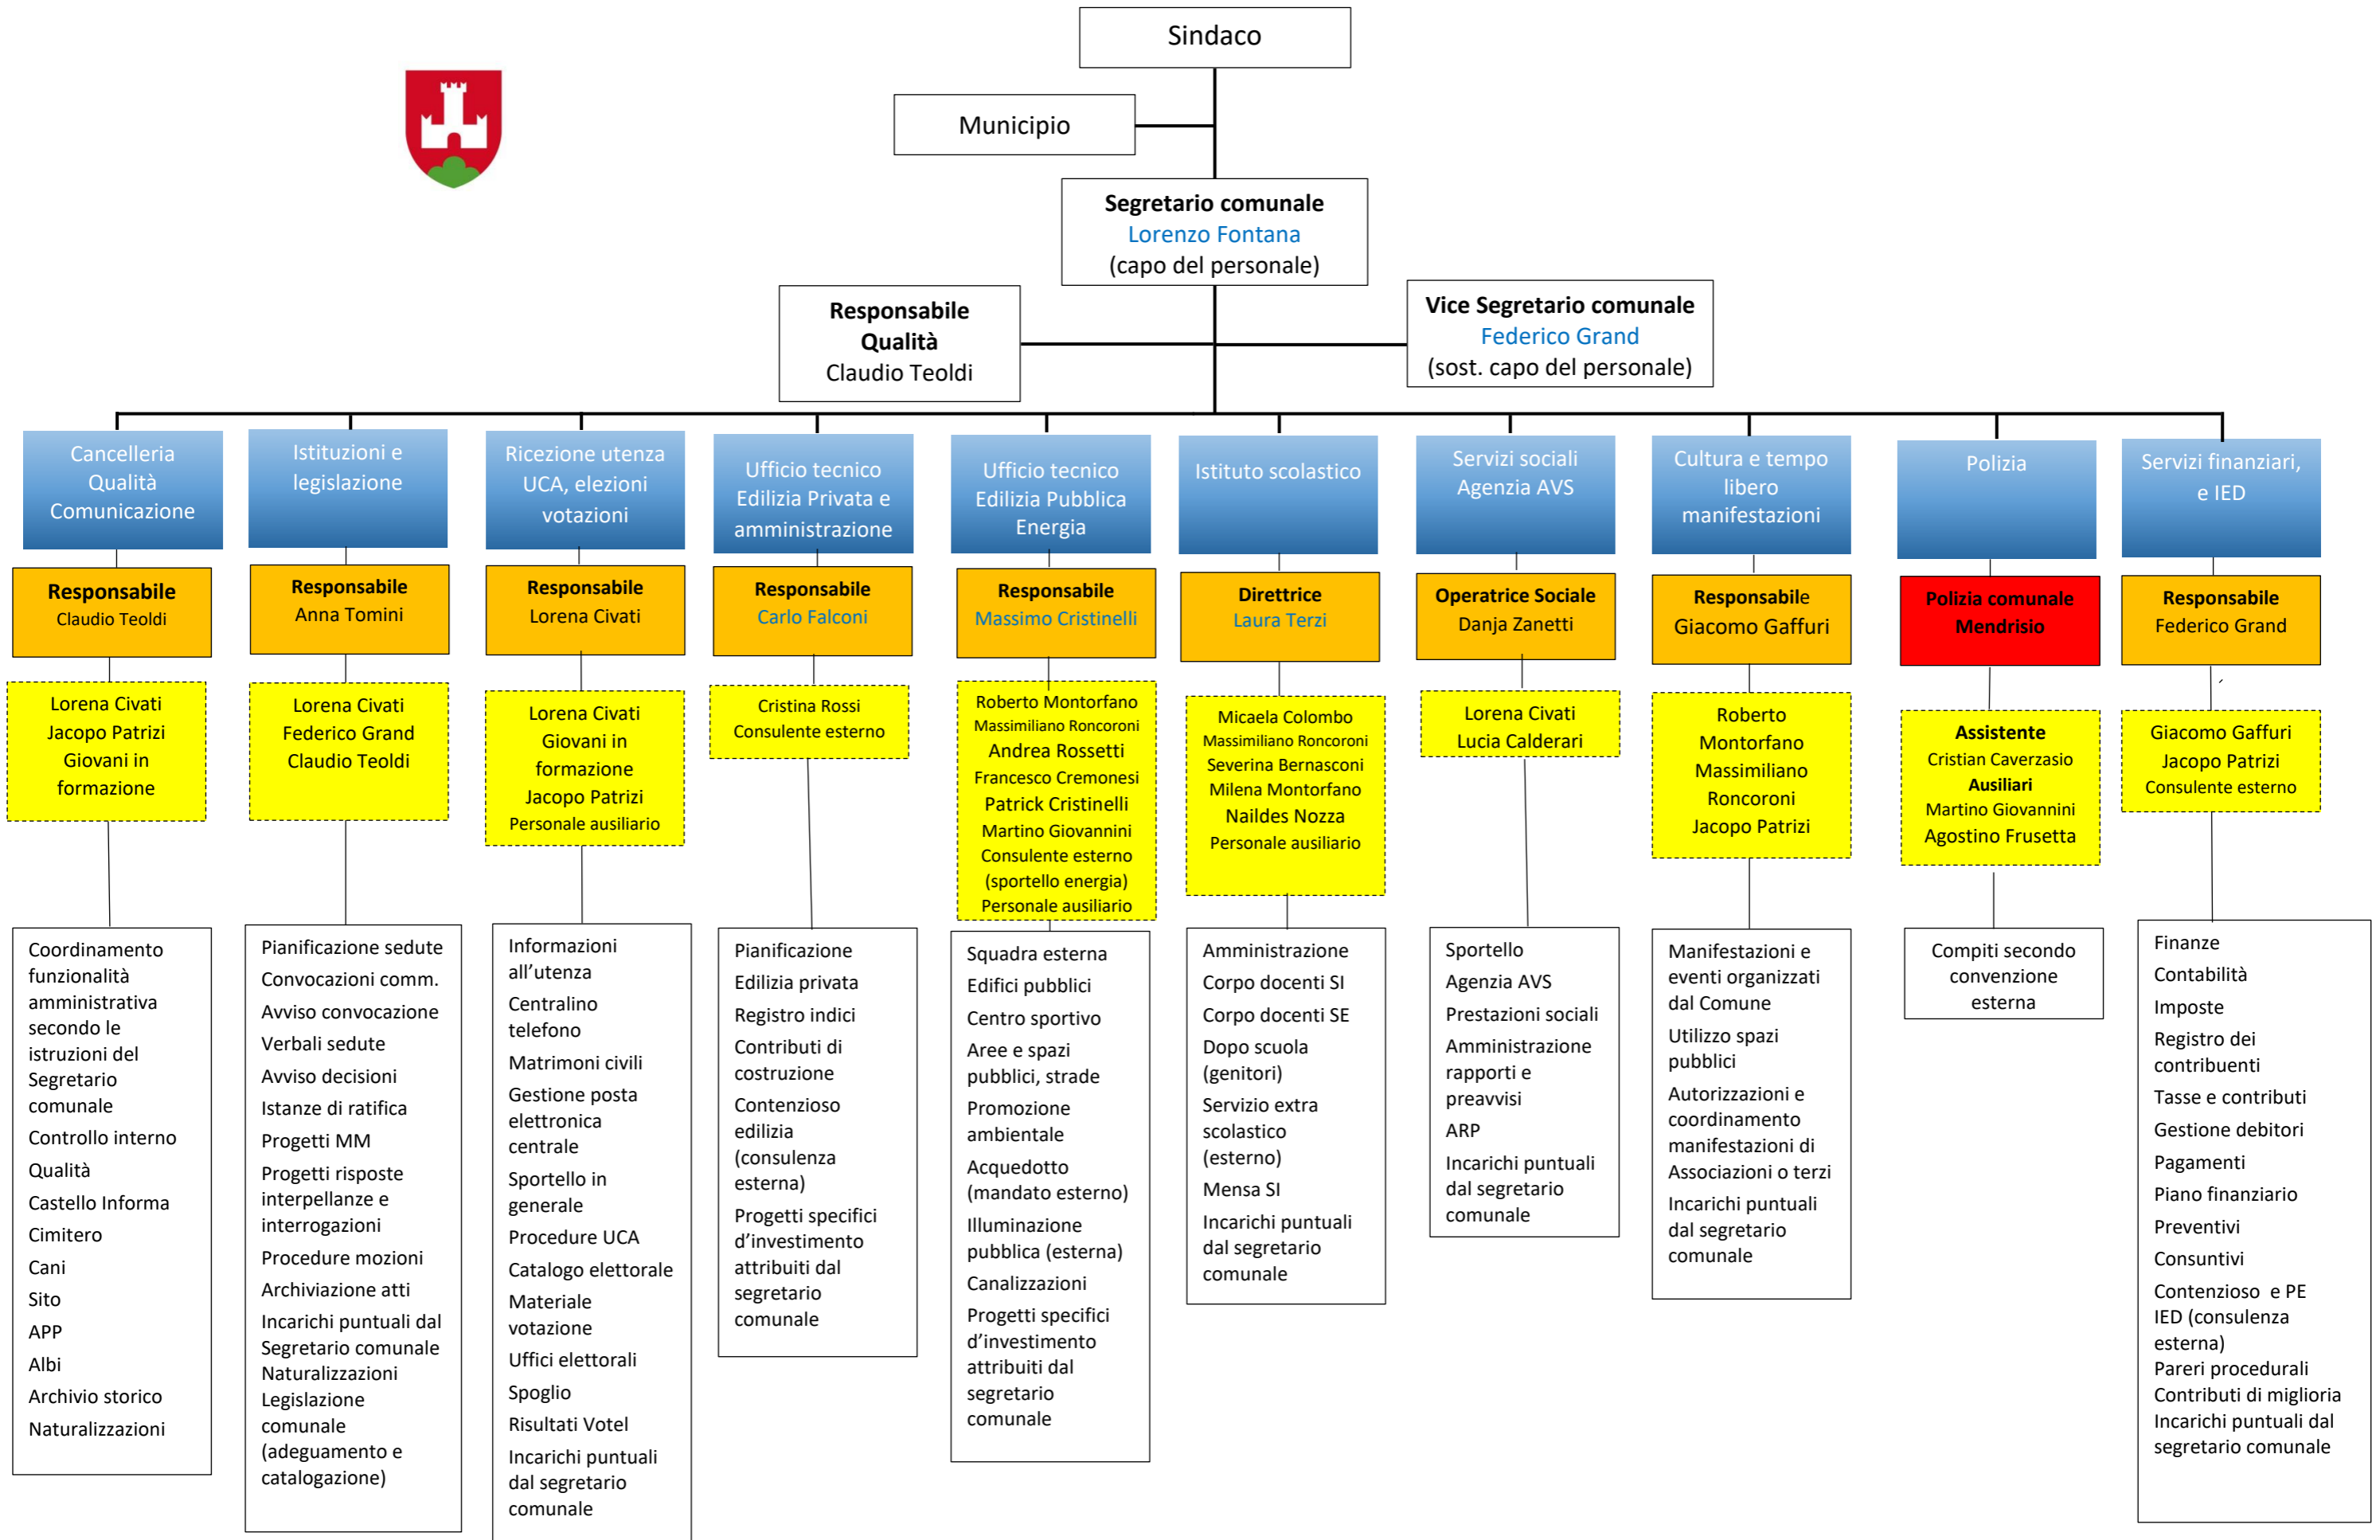 Sindaco
Municipio
Segretario comunale
Lorenzo Fontana
(capo del personale)
Responsabile
Qualità
Claudio Teoldi
Vice Segretario comunale
Federico Grand
(sost. capo del personale)
Cancelleria
Qualità
Comunicazione
Responsabile
Claudio Teoldi
Lorena Civati
Jacopo Patrizi
Giovani in
formazione
Coordinamento
funzionalità
amministrativa
secondo le
istruzioni del
Segretario
comunale
Controllo interno
Qualità
Castello Informa
Cimitero
Cani
Sito
APP
Albi
Archivio storico
Naturalizzazioni
Istituzioni e
legislazione
Responsabile
Anna Tomini
Lorena Civati
Federico Grand
Claudio Teoldi
Pianificazione sedute
Convocazioni comm.
Avviso convocazione
Verbali sedute
Avviso decisioni
Istanze di ratifica
Progetti MM
Progetti risposte
interpellanze e
interrogazioni
Procedure mozioni
Archiviazione atti
Incarichi puntuali dal
Segretario comunale
Naturalizzazioni
Legislazione
comunale
(adeguamento e
catalogazione)
Ricezione utenza
UCA, elezioni
votazioni
Responsabile
Lorena Civati
Lorena Civati
Giovani in
formazione
Jacopo Patrizi
Personale ausiliario
Informazioni
all'utenza
Centralino
telefono
Matrimoni civili
Gestione posta
elettronica
centrale
Sportello in
generale
Procedure UCA
Catalogo elettorale
Materiale
votazione
Uffici elettorali
Spoglio
Risultati Votel
Incarichi puntuali
dal segretario
comunale
Ufficio tecnico
Edilizia Privata e
amministrazione
Responsabile
Carlo Falconi
Cristina Rossi
Consulente esterno
Pianificazione
Edilizia privata
Registro indici
Contributi di
costruzione
Contenzioso
edilizia
(consulenza
esterna)
Progetti specifici
d'investimento
attribuiti dal
segretario
comunale
Ufficio tecnico
Edilizia Pubblica
Energia
Responsabile
Massimo Cristinelli
Roberto Montorfano
Massimiliano Roncoroni
Andrea Rossetti
Francesco Cremonesi
Patrick Cristinelli
Martino Giovannini
Consulente esterno
(sportello energia)
Personale ausiliario
Squadra esterna
Edifici pubblici
Centro sportivo
Aree e spazi
pubblici, strade
Promozione
ambientale
Acquedotto
(mandato esterno)
Illuminazione
pubblica (esterna)
Canalizzazioni
Progetti specifici
d'investimento
attribuiti dal
segretario
comunale
Istituto scolastico
Direttrice
Laura Terzi
Micaela Colombo
Massimiliano Roncoroni
Severina Bernasconi
Milena Montorfano
Naildes Nozza
Personale ausiliario
Amministrazione
Corpo docenti SI
Corpo docenti SE
Dopo scuola
(genitori)
Servizio extra
scolastico
(esterno)
Mensa SI
Incarichi puntuali
dal segretario
comunale
Servizi sociali
Agenzia AVS
Operatrice Sociale
Danja Zanetti
Lorena Civati
Lucia Calderari
Sportello
Agenzia AVS
Prestazioni sociali
Amministrazione
rapporti e
preavvisi
ARP
Incarichi puntuali
dal segretario
comunale
Cultura e tempo
libero
manifestazioni
Responsabile
Giacomo Gaffuri
Roberto
Montorfano
Massimiliano
Roncoroni
Jacopo Patrizi
Manifestazioni e
eventi organizzati
dal Comune
Utilizzo spazi
pubblici
Autorizzazioni e
coordinamento
manifestazioni di
Associazioni o terzi
Incarichi puntuali
dal segretario
comunale
Polizia
Polizia comunale
Mendrisio
Assistente
Cristian Caverzasio
Ausiliari
Martino Giovannini
Agostino Frusetta
Compiti secondo
convenzione
esterna
Servizi finanziari,
e IED
Responsabile
Federico Grand
Giacomo Gaffuri
Jacopo Patrizi
Consulente esterno
Finanze
Contabilità
Imposte
Registro dei
contribuenti
Tasse e contributi
Gestione debitori
Pagamenti
Piano finanziario
Preventivi
Consuntivi
Contenzioso e PE
IED (consulenza
esterna)
Pareri procedurali
Contributi di miglioria
Incarichi puntuali dal
segretario comunale